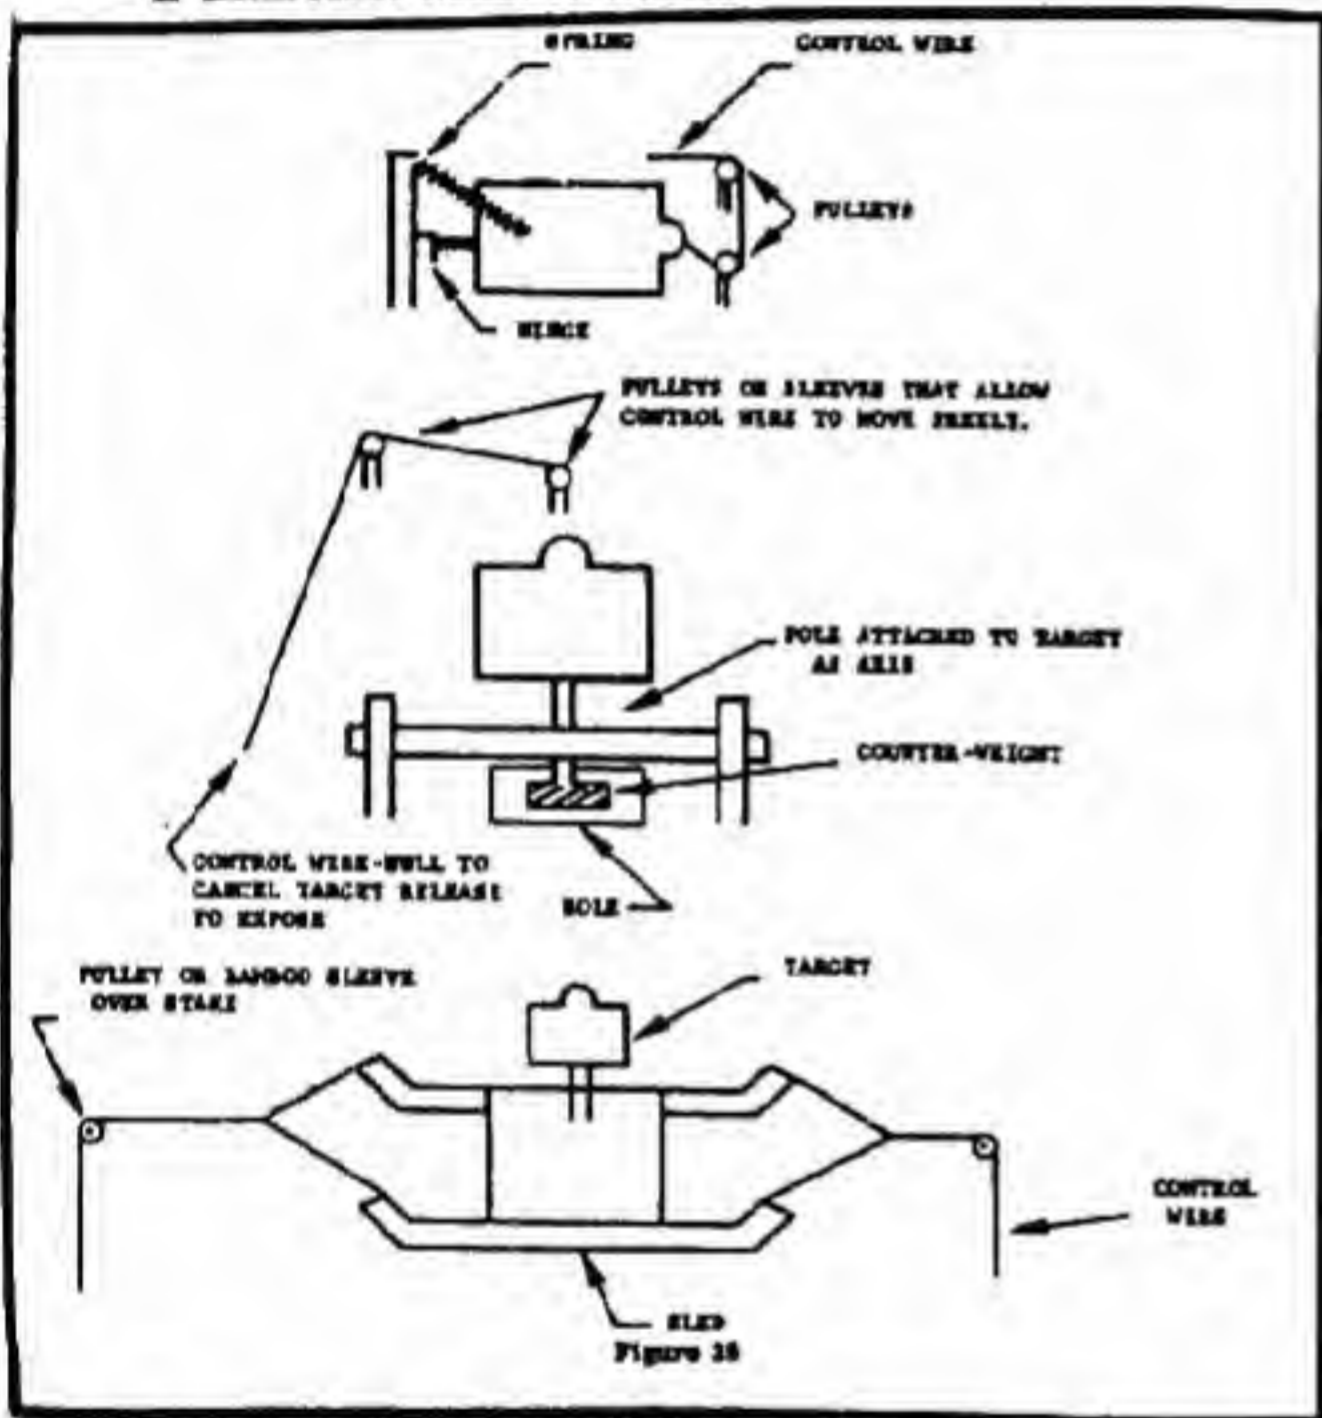 SPRING
CONTROL WIRE
PULLEYS
HINGE
PULLEYS OR SLEEVES THAT ALLOW
CONTROL WIRE TO MOVE FREELY.
POLE ATTACHED TO TARGET
AS AXIS
COUNTER-WEIGHT
CONTROL WIRE-PULL TO
CANCEL TARGET RELEASE
TO EXPOSE
HOLE
PULLEY OR BAMBOO SLEEVE
OVER STAKE
TARGET
CONTROL
WIRE
SLED
Figure